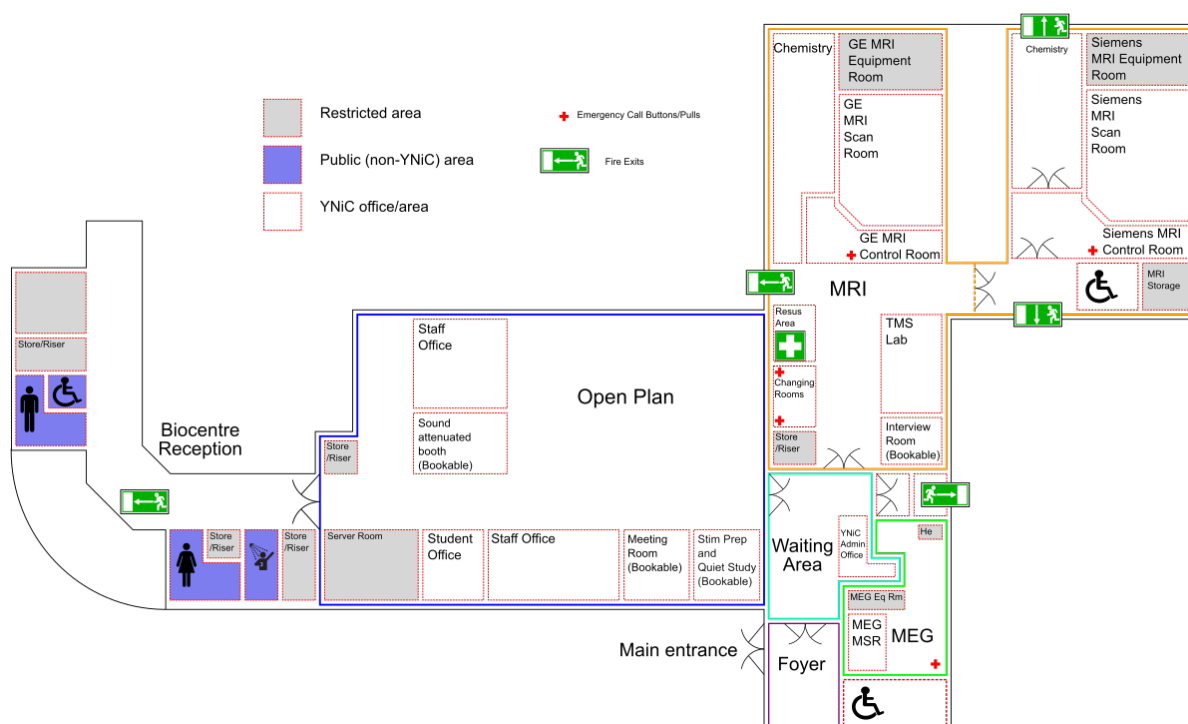 Restricted area
Public (non-YNiC) area
YNiC office/area
Emergency Call Buttons/Pulls
Fire Exits
Chemistry
GE MRI
Equipment
Room
GE
MRI
Scan
Room
GE MRI
Control Room
Chemistry
Siemens
MRI Equipment
Room
Siemens
MRI
Scan
Room
Siemens MRI
Control Room
MRI
MRI
Storage
Resus
Area
TMS
Lab
Changing
Rooms
Store
/Riser
Interview
Room
(Bookable)
Store/Riser
Biocentre
Reception
Staff
Office
Open Plan
Sound
attenuated
booth
(Bookable)
Store
/Riser
Store
/Riser
Store
/Riser
Server Room
Student
Office
Staff Office
Meeting
Room
(Bookable)
Stim Prep
and
Quiet Study
(Bookable)
Waiting
Area
YNiC
Admin
Office
He
MEG Eq Rm
MEG
MSR
MEG
Main entrance
Foyer